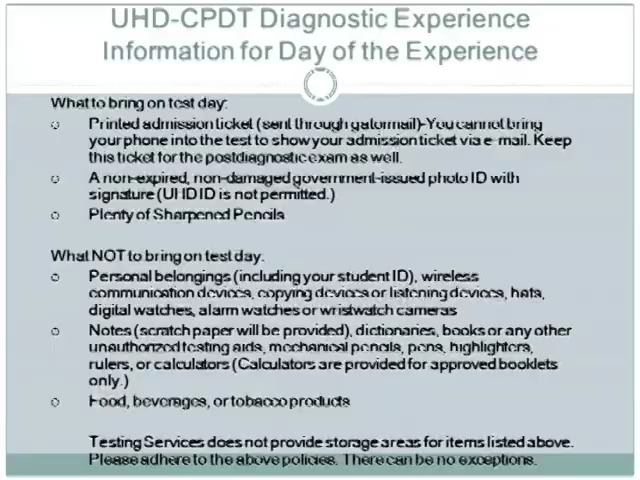 UHD-CPDT Diagnostic Experience
Information for Day of the Experience
What to bring on test day:
o Printed admission ticket (sent through gatormail)-You cannot bring
your phone into the test to show your admission ticket via e-mail. Keep
this ticket for the postdiagnostic exam as well.
o A non-expired, non-damaged government-issued photo ID with
signature (UHD ID is not permitted.)
o Plenty of Sharpened Pencils
What NOT to bring on test day:
o Personal belongings (including your student ID), wireless
communication devices, copying devices or listening devices, hats,
digital watches, alarm watches or wristwatch cameras
o Notes (scratch paper will be provided), dictionaries, books or any other
unauthorized testing aids, mechanical pencils, pens, highlighters,
rulers, or calculators (Calculators are provided for approved booklets
only.)
o Food, beverages, or tobacco products
Testing Services does not provide storage areas for items listed above.
Please adhere to the above policies. There can be no exceptions.